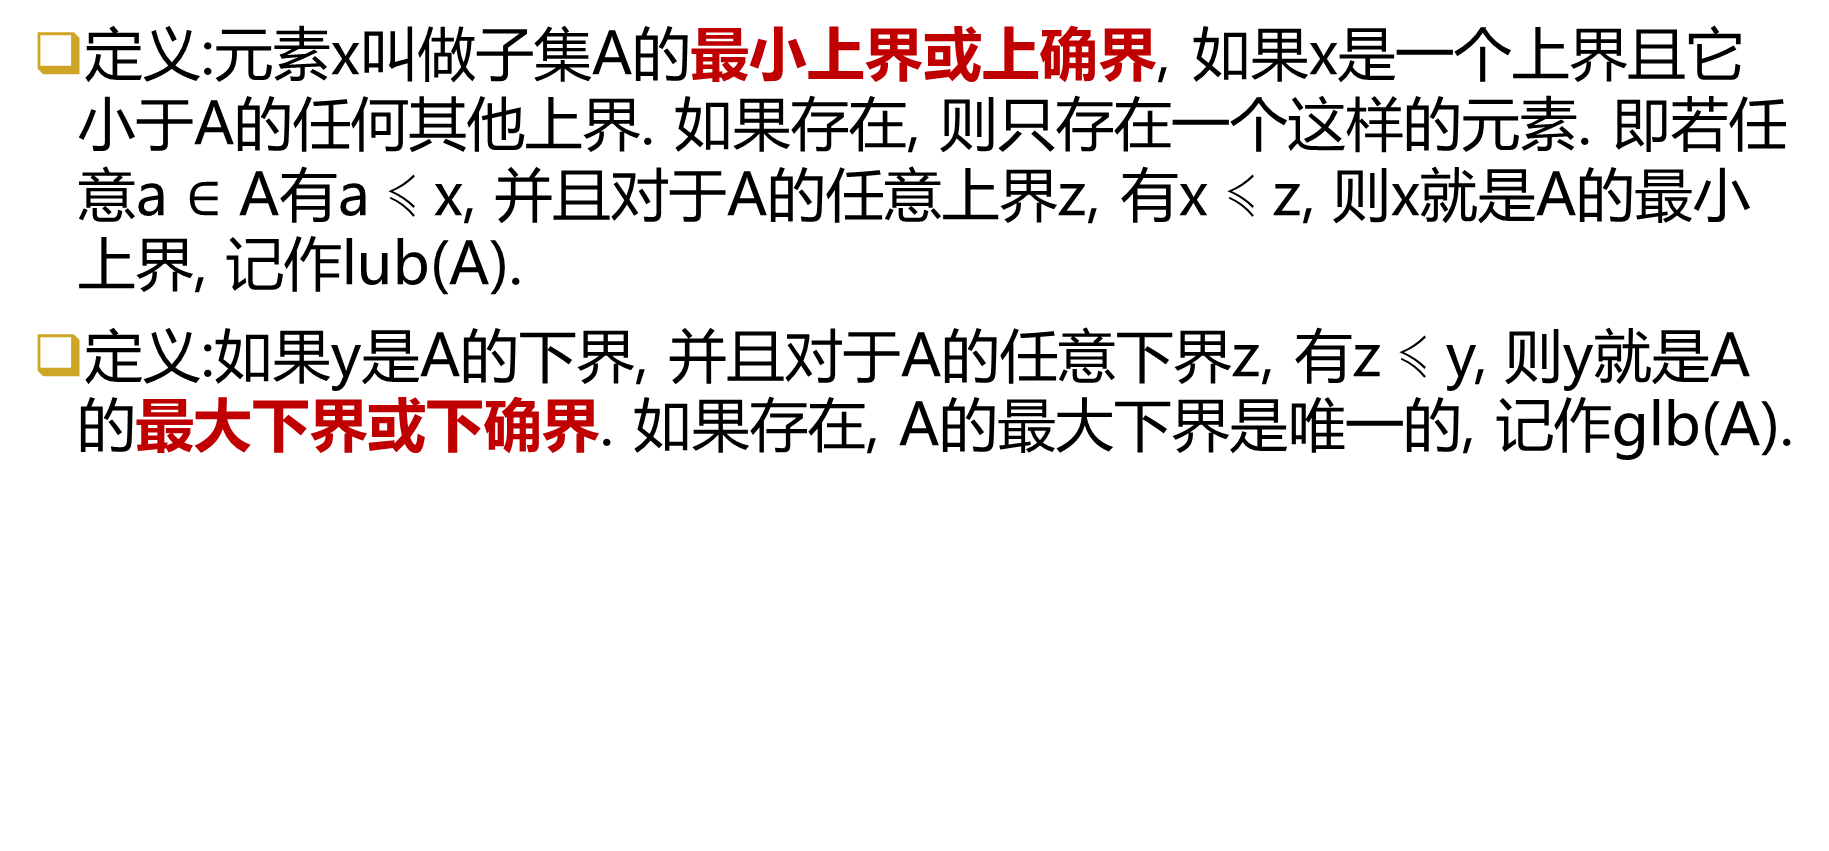 ❑定义:元素x叫做子集A的最小上界或上确界, 如果x是一个上界且它
小于A的任何其他上界. 如果存在, 则只存在一个这样的元素. 即若任
意a ∈ A有a ≼ x, 并且对于A的任意上界z, 有x ≼ z, 则x就是A的最小
上界, 记作lub(A).
❑定义:如果y是A的下界, 并且对于A的任意下界z, 有z ≼ y, 则y就是A
的最大下界或下确界. 如果存在, A的最大下界是唯一的, 记作glb(A).